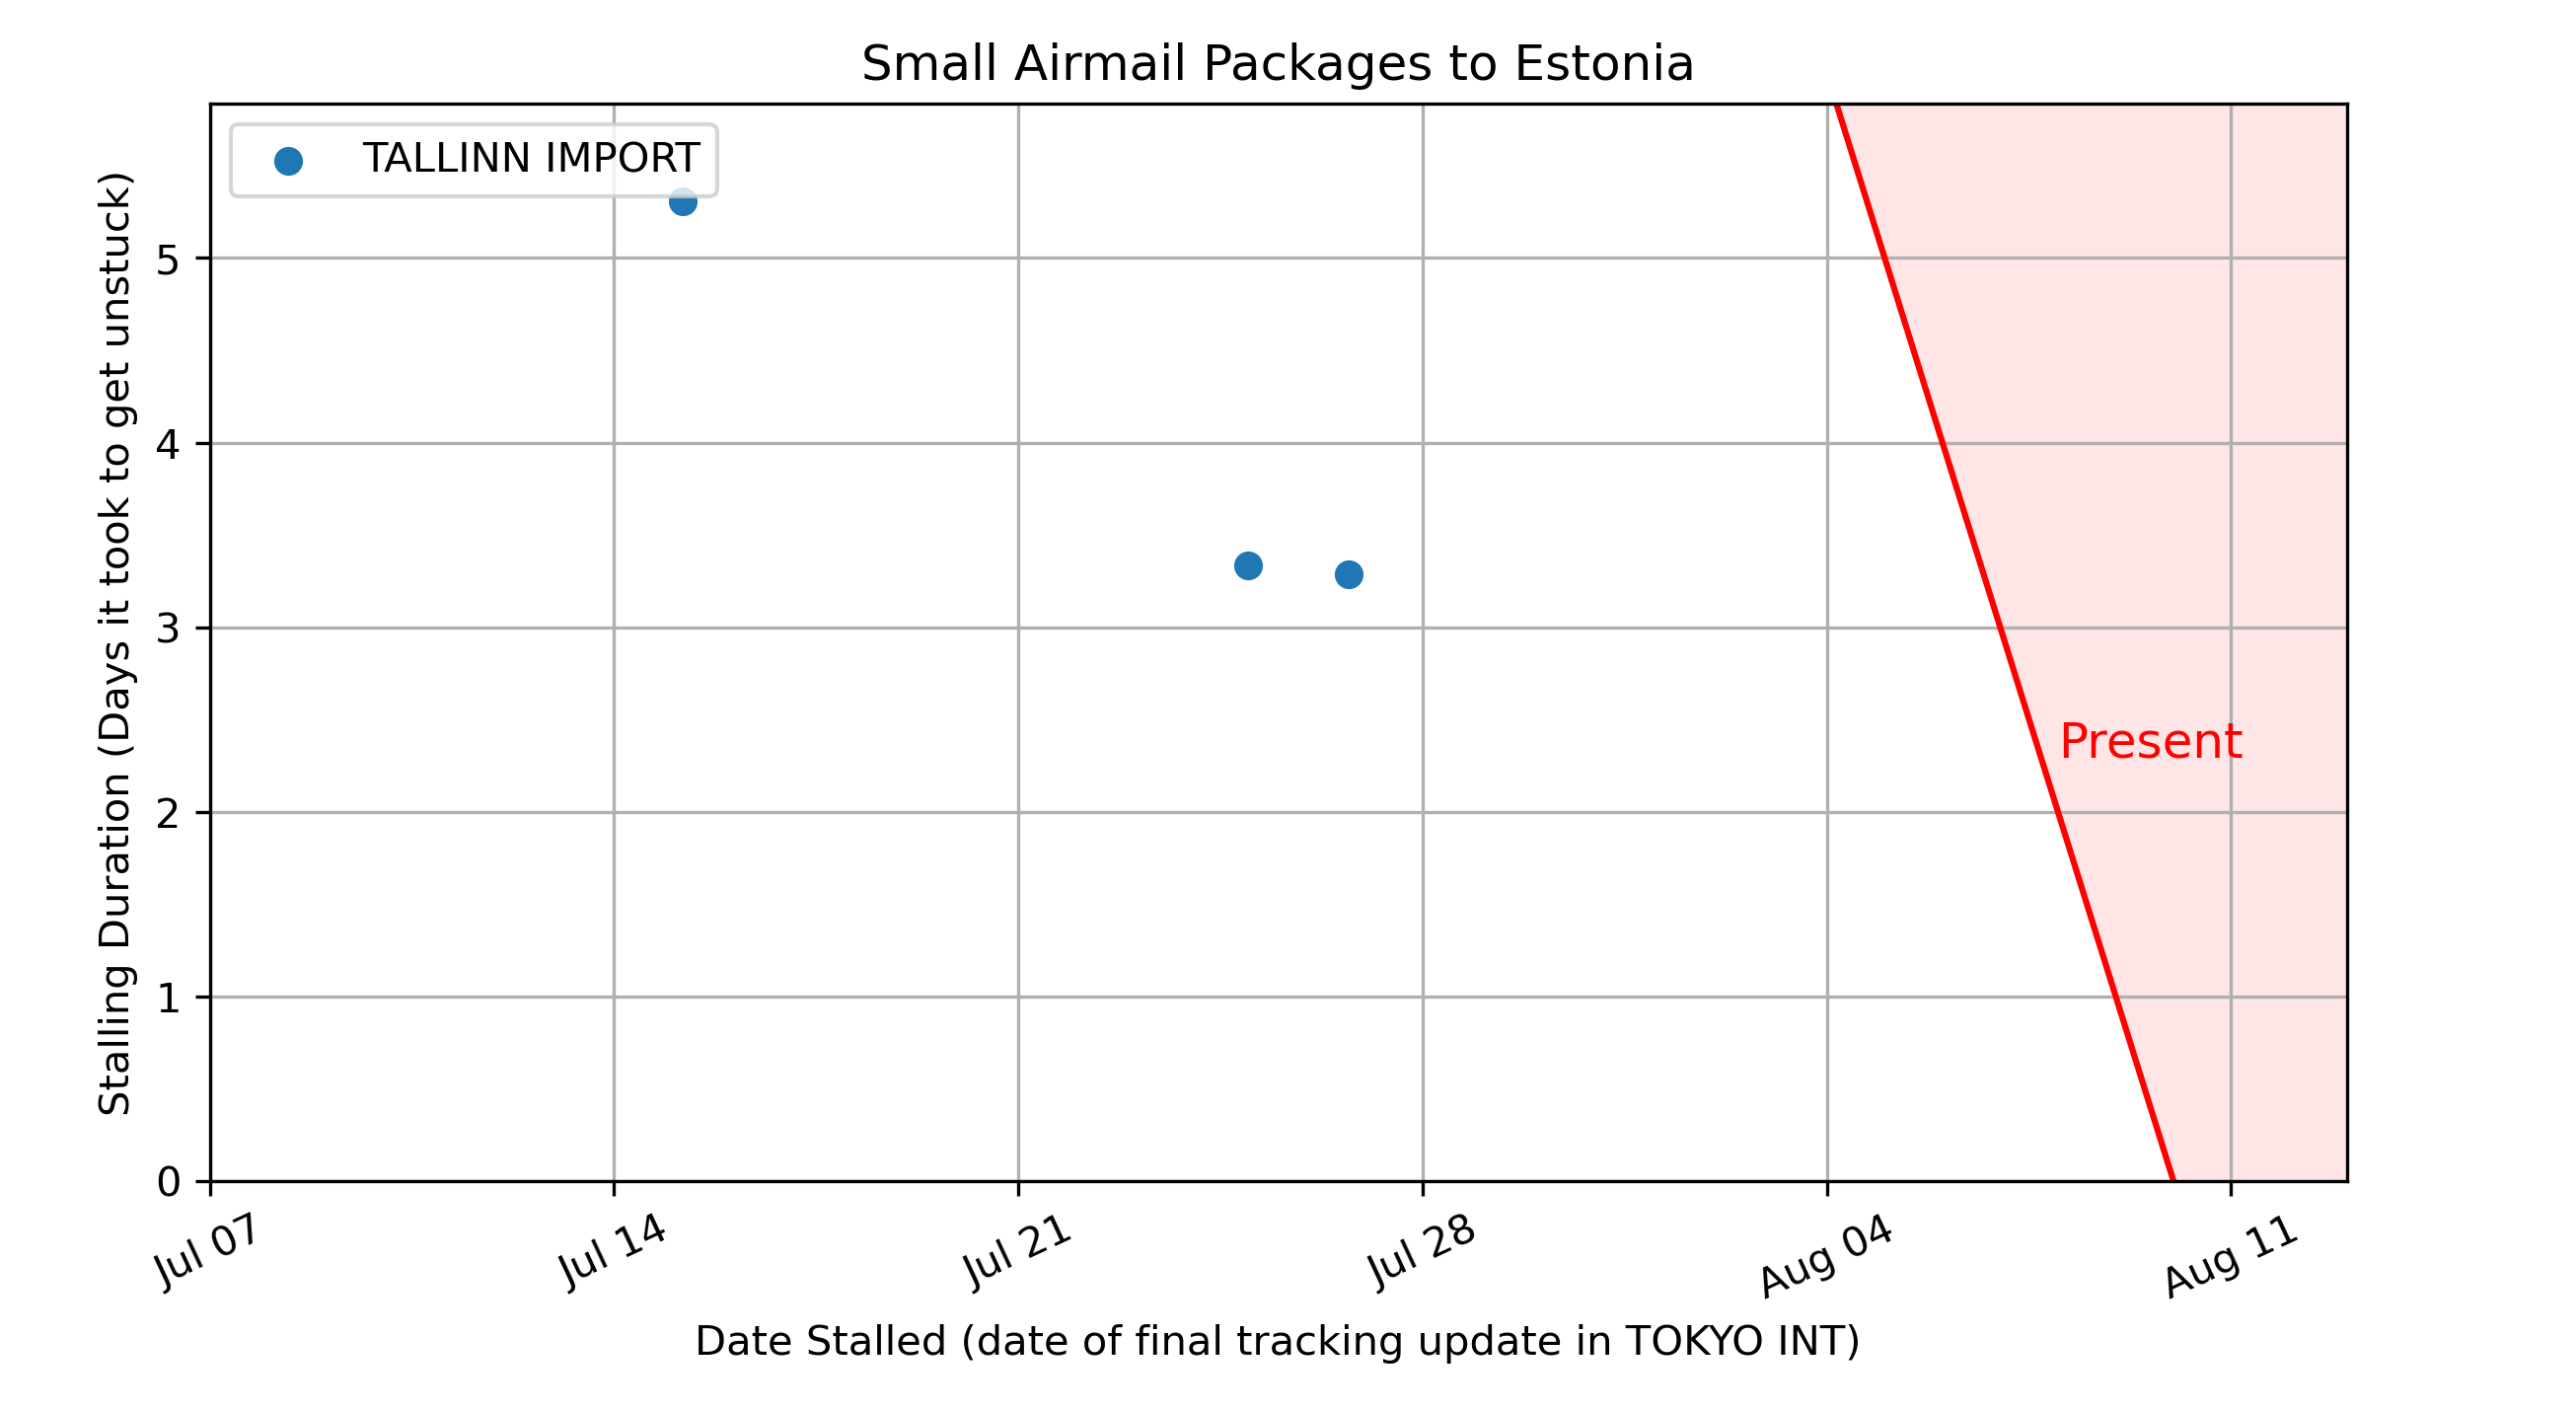 Small Airmail Packages to Estonia
TALLINN IMPORT
Stalling Duration (Days it took to get unstuck)
5
4
3
2
1
0
Present
Jul 07
Jul 14
Jul 21
Jul 28
Aug 04
Aug 11
Date Stalled (date of final tracking update in TOKYO INT)